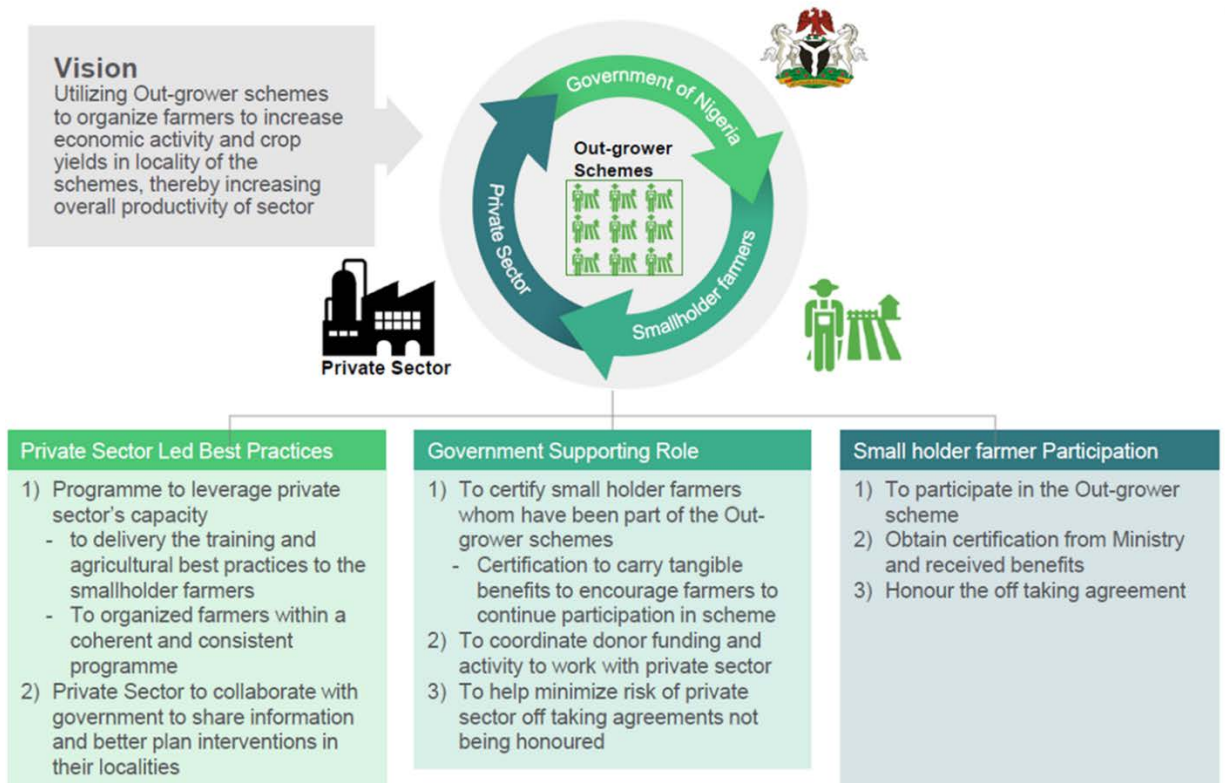 Vision
Utilizing Out-grower schemes
to organize farmers to increase
economic activity and crop
yields in locality of the
schemes, thereby increasing
overall productivity of sector
Government of Nigeria
Out-grower
Schemes
Private Sector
Smallholder farmers
Private Sector
Private Sector Led Best Practices
1) Programme to leverage private
sector's capacity
- to delivery the training and
agricultural best practices to the
smallholder farmers
- To organized farmers within a
coherent and consistent
programme
2) Private Sector to collaborate with
government to share information
and better plan interventions in
their localities
Government Supporting Role
1) To certify small holder farmers
whom have been part of the Out-
grower schemes
- Certification to carry tangible
benefits to encourage farmers to
continue participation in scheme
2) To coordinate donor funding and
activity to work with private sector
3) To help minimize risk of private
sector off taking agreements not
being honoured
Small holder farmer Participation
1) To participate in the Out-grower
scheme
2) Obtain certification from Ministry
and received benefits
3) Honour the off taking agreement